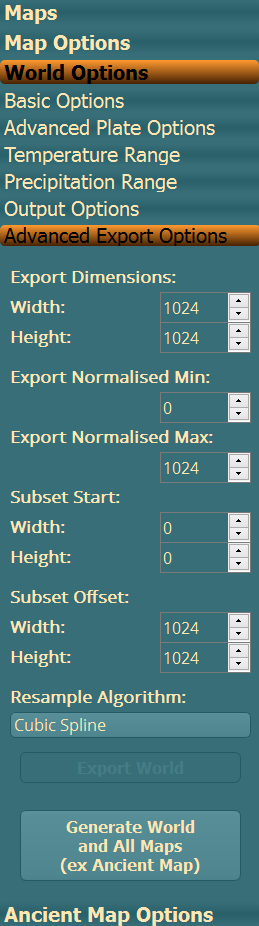 Maps
Map Options
World Options
Basic Options
Advanced Plate Options
Temperature Range
Precipitation Range
Output Options
Advanced Export Options
Export Dimensions:
Width: 1024
Height: 1024
Export Normalised Min:
0
Export Normalised Max:
1024
Subset Start:
Width: 0
Height: 0
Subset Offset:
Width: 1024
Height: 1024
Resample Algorithm:
Cubic Spline
Export World
Generate World
and All Maps
(ex Ancient Map)
Ancient Map Options